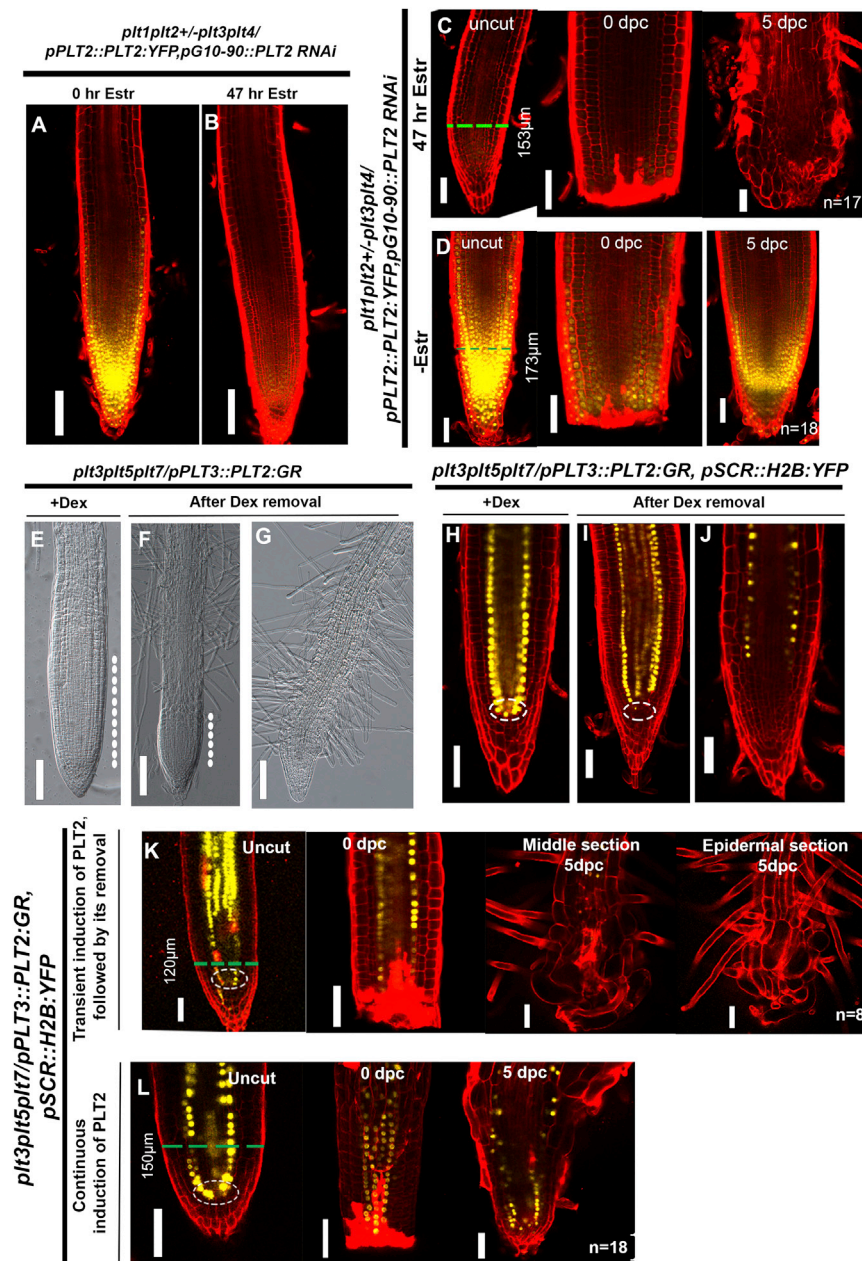 plt1plt2+/-plt3plt4/
pPLT2::PLT2:YFP,pG10-90::PLT2 RNAi
0 hr Estr
47 hr Estr
A
B
plt1plt2+/-plt3plt4/
pPLT2::PLT2:YFP,pG10-90::PLT2 RNAi
47 hr Estr
C
uncut
0 dpc
5 dpc
153µm
n=17
-Estr
D
uncut
0 dpc
5 dpc
173µm
n=18
plt3plt5plt7/pPLT3::PLT2:GR
+Dex
After Dex removal
E
F
G
plt3plt5plt7/pPLT3::PLT2:GR, pSCR::H2B:YFP
+Dex
After Dex removal
H
I
J
plt3plt5plt7/pPLT3::PLT2:GR,
pSCR::H2B:YFP
Transient induction of PLT2,
followed by its removal
K
Uncut
0 dpc
Middle section
5dpc
Epidermal section
5dpc
120µm
n=8
Continuous
induction of PLT2
L
Uncut
0 dpc
5 dpc
150µm
n=18